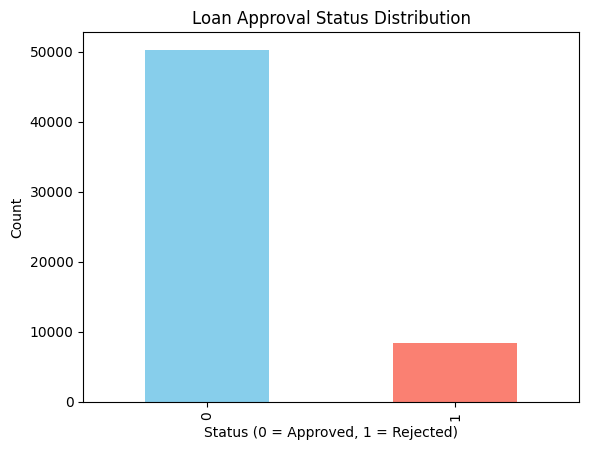 Loan Approval Status Distribution
50000
40000
30000
20000
10000
0
Count
0
1
Status (0 = Approved, 1 = Rejected)